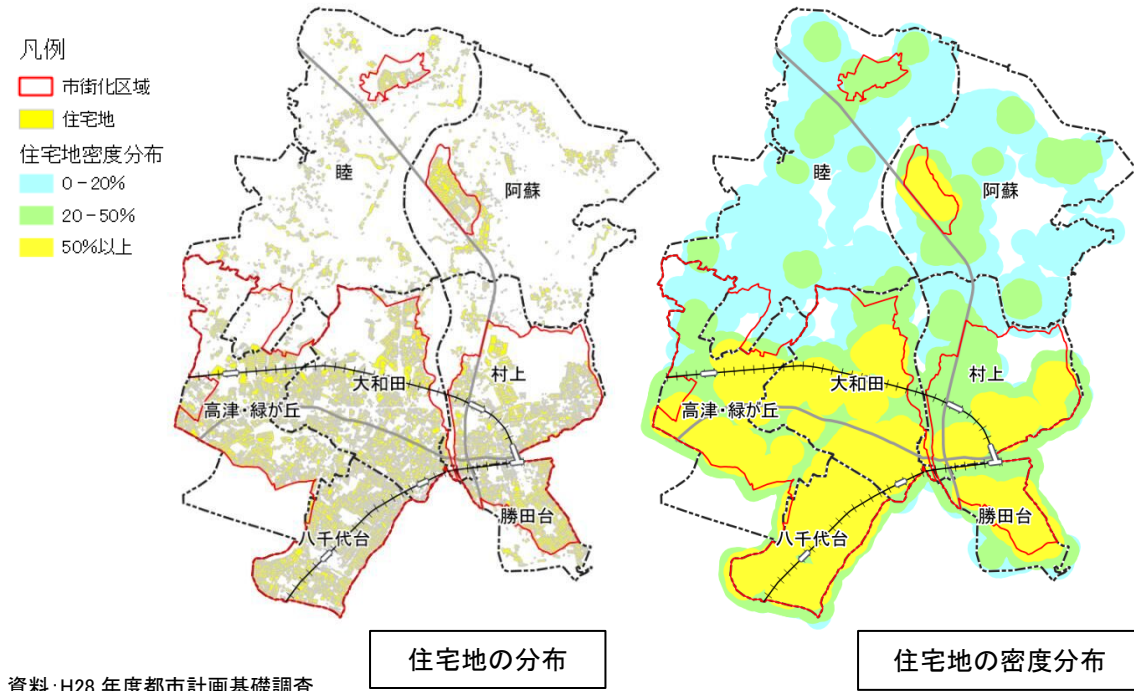 凡例
市街化区域
住宅地
住宅地密度分布
0-20%
20-50%
50%以上
睦
阿蘇
大和田
村上
高津・緑が丘
八千代台
勝田台
睦
阿蘇
大和田
村上
高津・緑が丘
八千代台
勝田台
住宅地の分布
住宅地の密度分布
資料:H28 年度都市計画基礎調査